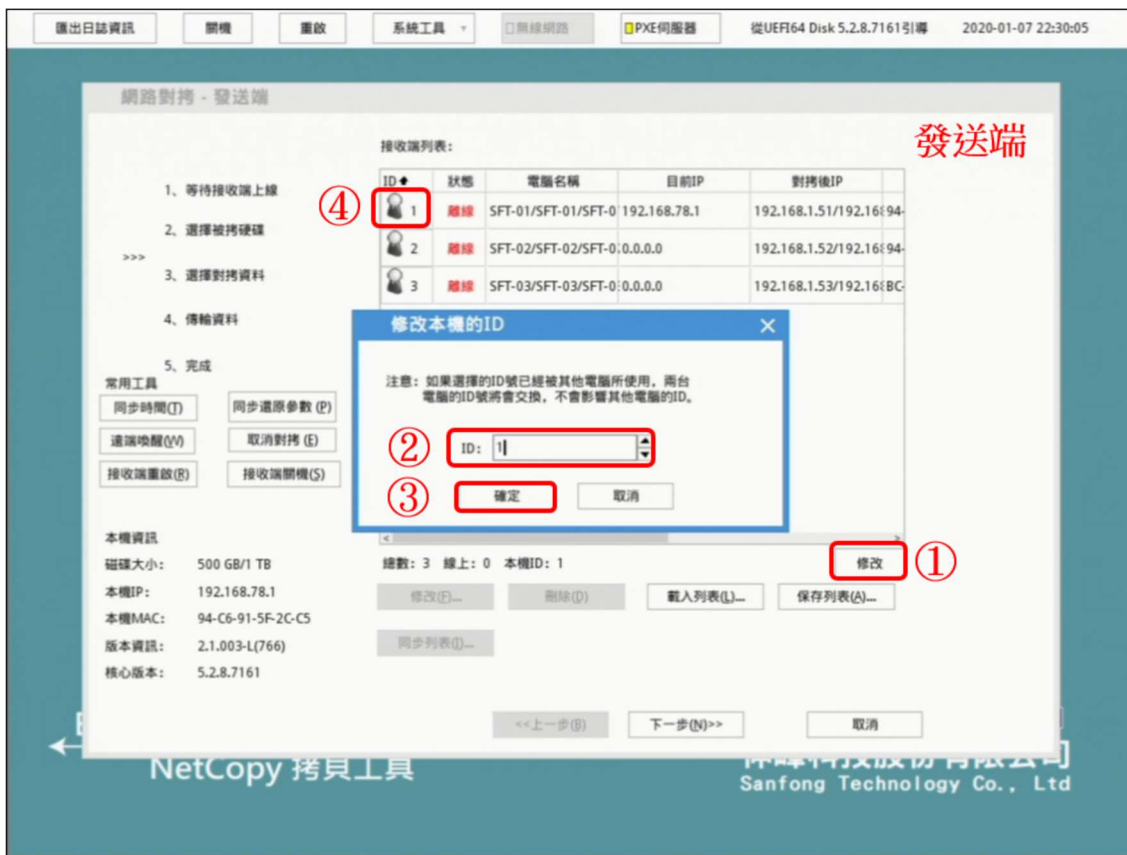 匯出日誌資訊 關機 重啟 系統工具 無線網路 PXE伺服器 從UEFI64 Disk 5.2.8.7161引導 2020-01-07 22:30:05
網路對拷 - 發送端
發送端
接收端列表：
ID 狀態 電腦名稱 目前IP 對拷後IP
1、等待接收端上線
2、選擇被拷硬碟
>>>
3、選擇對拷資料
4、傳輸資料
5、完成
④ 1 離線 SFT-01/SFT-01/SFT-0 192.168.78.1 192.168.1.51/192.168 94-
2 離線 SFT-02/SFT-02/SFT-0 0.0.0.0 192.168.1.52/192.168 94-
3 離線 SFT-03/SFT-03/SFT-0 0.0.0.0 192.168.1.53/192.168 BC-
修改本機的ID
注意：如果選擇的ID號已經被其他電腦所使用，兩台
電腦的ID號將會交換，不會影響其他電腦的ID。
② ID： 1
③ 確定 取消
常用工具
同步時間(T) 同步還原參數 (P)
遠端喚醒(W) 取消對拷 (E)
接收端重啟(R) 接收端關機(S)
本機資訊
磁碟大小： 500 GB/1 TB
本機IP： 192.168.78.1
本機MAC： 94-C6-91-5F-2C-C5
版本資訊： 2.1.003-L(766)
核心版本： 5.2.8.7161
總數：3 線上：0 本機ID：1 修改 ①
修改(F)... 刪除(D) 載入列表(L)... 保存列表(A)...
同步列表(I)...
<<上一步(B) 下一步(N)>> 取消
NetCopy 拷貝工具
Sanfong Technology Co., Ltd